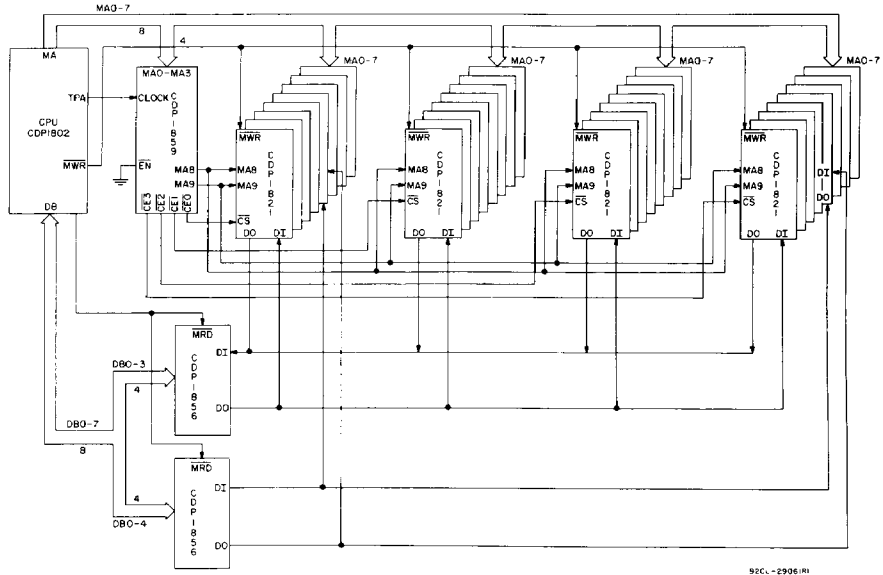 MA0-7
8
4
MA0-7
MA0-7
MA0-7
MA0-7
MA
TPA
CPU
CDP1802
MWR
DB
MA0-MA3
CLOCK
CDP1859
EN
MA8
MA9
CE3
CE2
CE1
CE0
MWR
MA8
MA9
CS
CDP1821
DO
DI
MWR
MA8
MA9
CS
CDP1821
DO
DI
MWR
MA8
MA9
CS
CDP1821
DO
DI
MWR
MA8
MA9
CS
CDP1821
DO
DI
DI
DO
MRD
CDP1856
DI
DO
DB0-3
4
DB0-7
8
MRD
CDP1856
DI
DO
4
DB0-4
92CL-29061R1